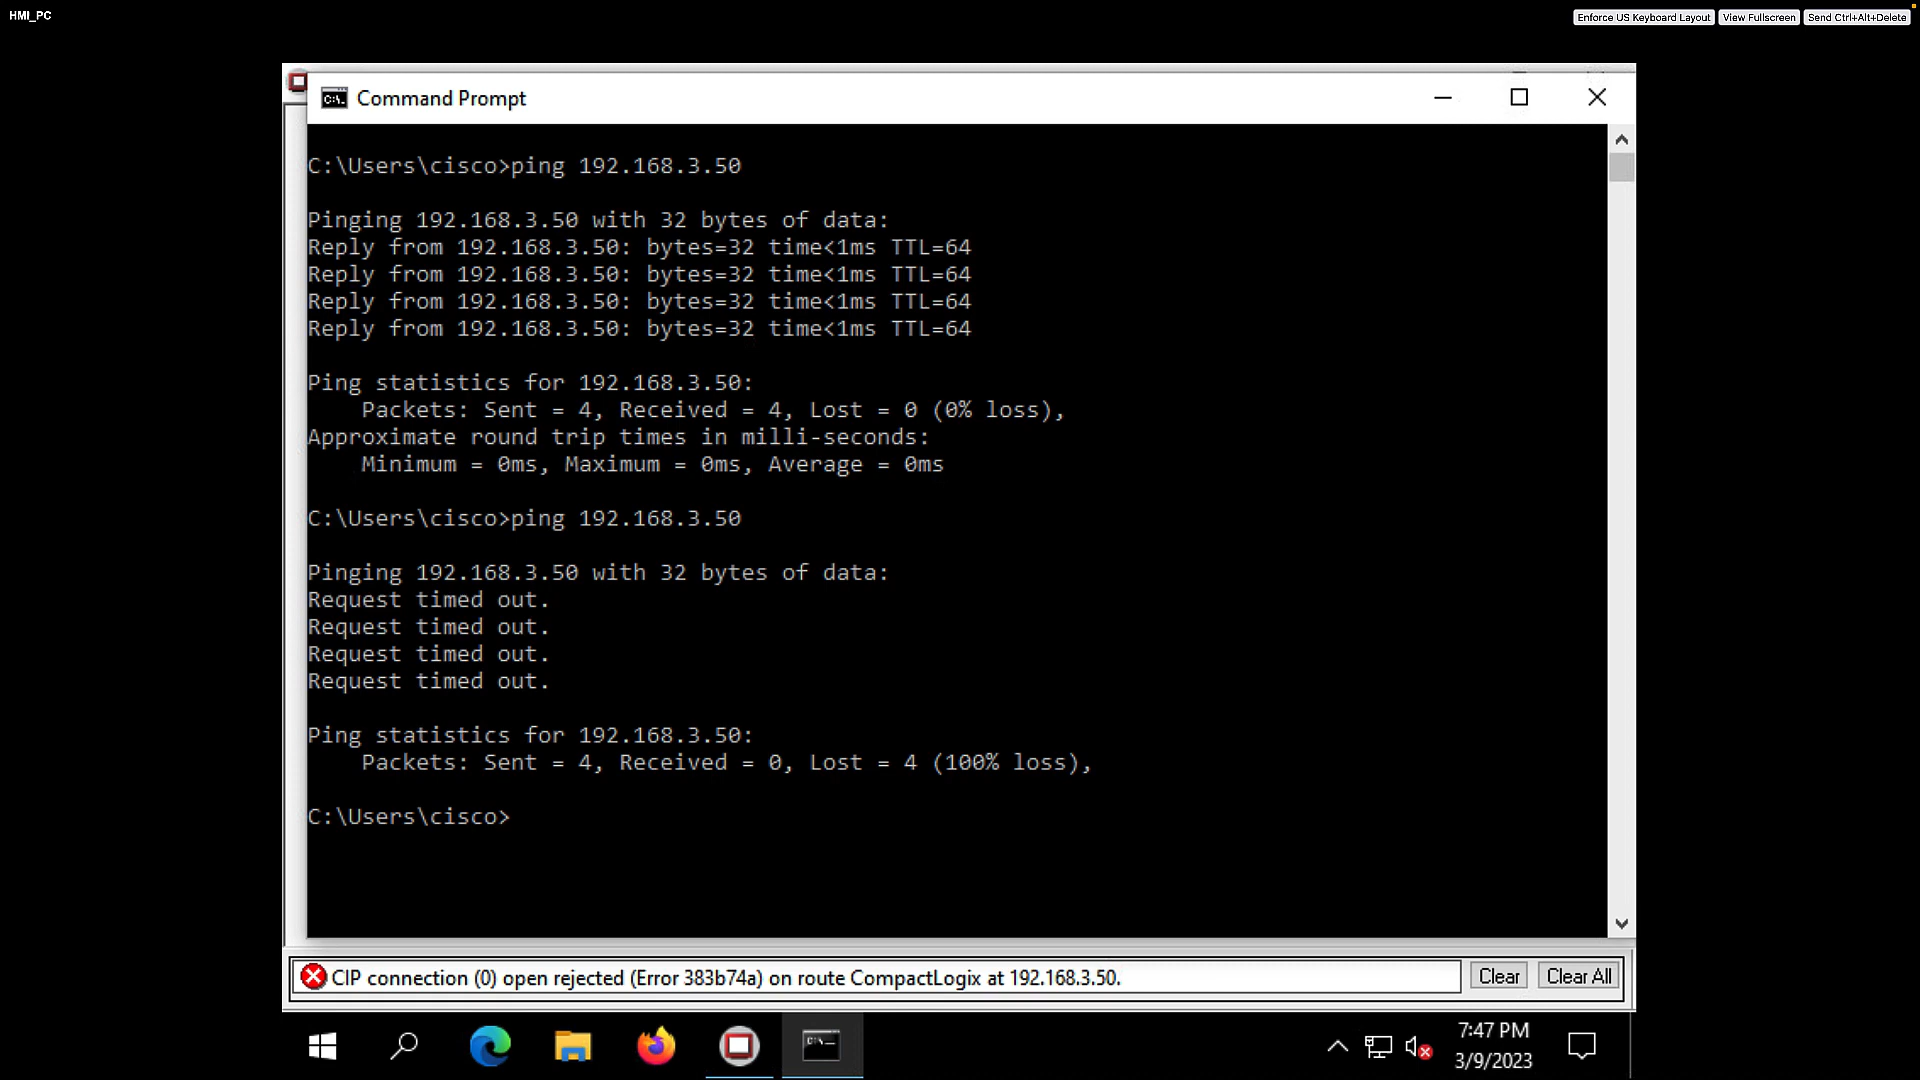 HMI_PC
Enforce US Keyboard Layout View Fullscreen Send Ctrl+Alt+Delete
Command Prompt
C:\Users\cisco>ping 192.168.3.50
Pinging 192.168.3.50 with 32 bytes of data:
Reply from 192.168.3.50: bytes=32 time<1ms TTL=64
Reply from 192.168.3.50: bytes=32 time<1ms TTL=64
Reply from 192.168.3.50: bytes=32 time<1ms TTL=64
Reply from 192.168.3.50: bytes=32 time<1ms TTL=64
Ping statistics for 192.168.3.50:
Packets: Sent = 4, Received = 4, Lost = 0 (0% loss),
Approximate round trip times in milli-seconds:
Minimum = 0ms, Maximum = 0ms, Average = 0ms
C:\Users\cisco>ping 192.168.3.50
Pinging 192.168.3.50 with 32 bytes of data:
Request timed out.
Request timed out.
Request timed out.
Request timed out.
Ping statistics for 192.168.3.50:
Packets: Sent = 4, Received = 0, Lost = 4 (100% loss),
C:\Users\cisco>
CIP connection (0) open rejected (Error 383b74a) on route CompactLogix at 192.168.3.50. Clear Clear All
7:47 PM
3/9/2023